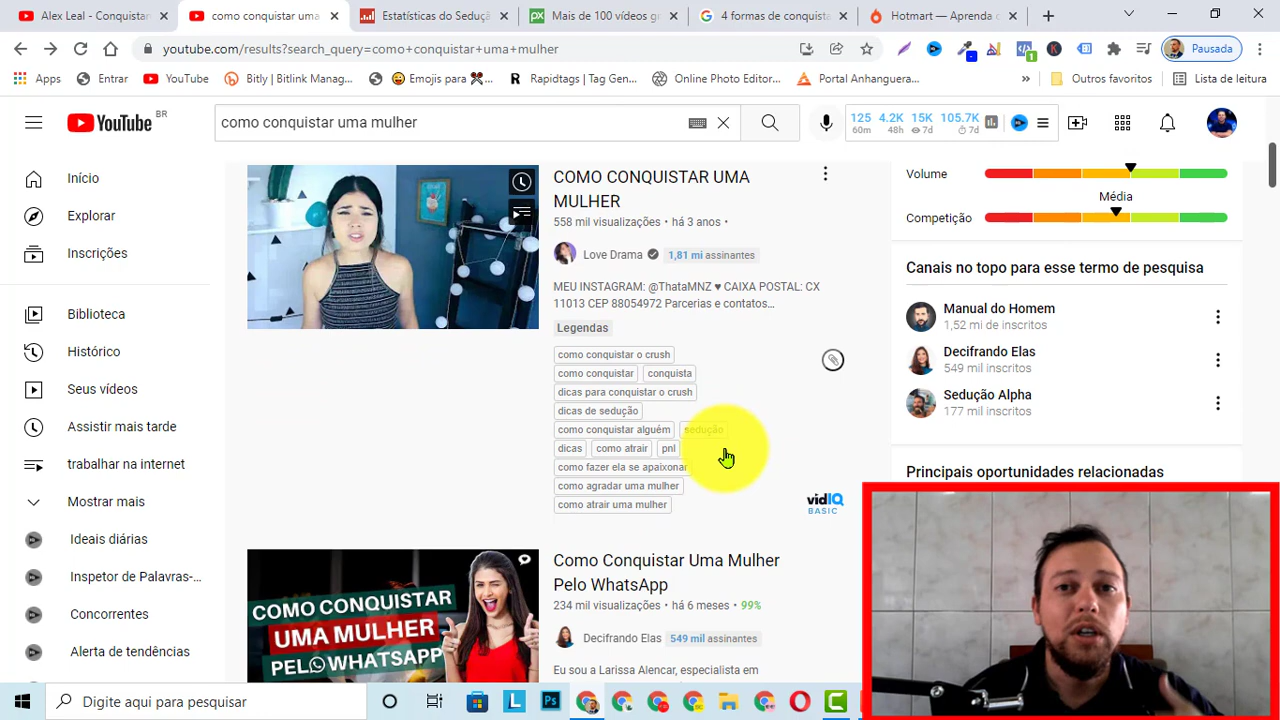 Alex Leal - Conquistar
como conquistar uma
Estatísticas do Seduçã
Mais de 100 vídeos gr
4 formas de conquista
Hotmart — Aprenda c
youtube.com/results?search_query=como+conquistar+uma+mulher
1
Pausada
Apps
Entrar
YouTube
Bitly | Bitlink Manag...
Emojis para
Rapidtags | Tag Gen...
Online Photo Editor...
Portal Anhanguera...
»
Outros favoritos
Lista de leitura
YouTube BR
como conquistar uma mulher
125 4.2K 15K 105.7K
60m 48h 7d 7d
Início
Explorar
Inscrições
Biblioteca
Histórico
Seus vídeos
Assistir mais tarde
trabalhar na internet
Mostrar mais
Ideais diárias
Inspetor de Palavras-...
Concorrentes
Alerta de tendências
COMO CONQUISTAR UMA
MULHER
558 mil visualizações • há 3 anos •
Love Drama 1,81 mi assinantes
MEU INSTAGRAM: @ThataMNZ ♥ CAIXA POSTAL: CX
11013 CEP 88054972 Parcerias e contatos...
Legendas
como conquistar o crush
como conquistar conquista
dicas para conquistar o crush
dicas de sedução
como conquistar alguém sedução
dicas como atrair pnl
como fazer ela se apaixonar
como agradar uma mulher
como atrair uma mulher
vidIQ
BASIC
COMO CONQUISTAR
UMA MULHER
PELO WHATSAPP
Como Conquistar Uma Mulher
Pelo WhatsApp
234 mil visualizações • há 6 meses • 99%
Decifrando Elas 549 mil assinantes
Eu sou a Larissa Alencar, especialista em
Volume
Média
Competição
Canais no topo para esse termo de pesquisa
Manual do Homem
1,52 mi de inscritos
Decifrando Elas
549 mil inscritos
Sedução Alpha
177 mil inscritos
Principais oportunidades relacionadas
Digite aqui para pesquisar